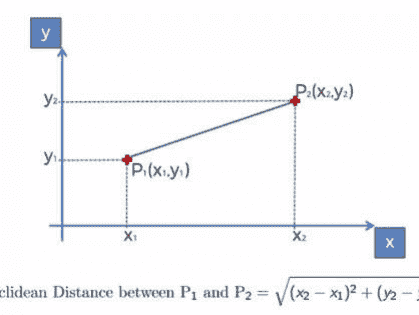 y
y₂
P₂(x₂,y₂)
y₁
P₁(x₁,y₁)
x₁
x₂
x
clidean Distance between P₁ and P₂ = √(x₂ − x₁)² + (y₂ −